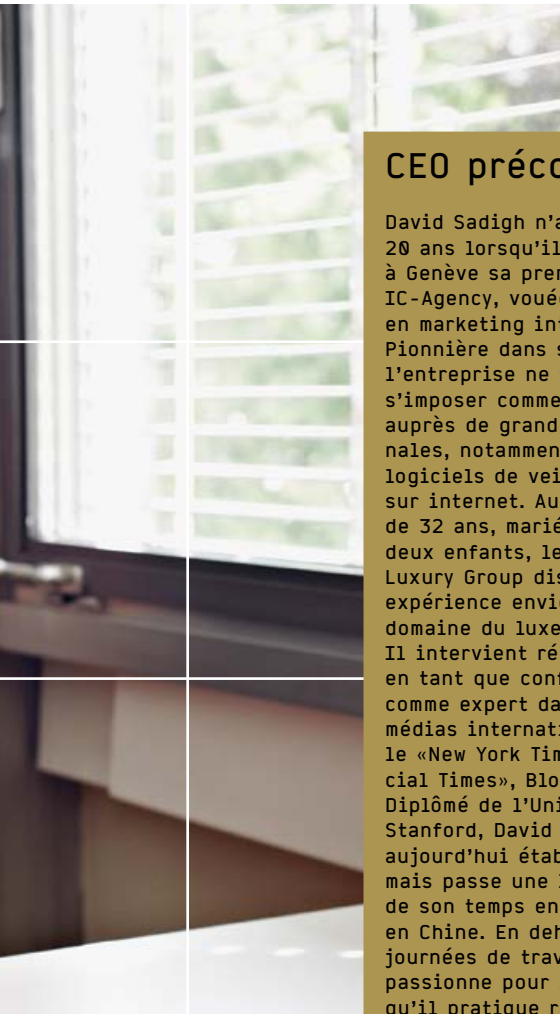 CEO préco
David Sadigh n’a
20 ans lorsqu’il
à Genève sa prem
IC-Agency, voué
en marketing int
Pionnière dans s
l’entreprise ne
s’imposer comme
auprès de grand
nales, notammen
logiciels de vei
sur internet. Au
de 32 ans, marié
deux enfants, le
Luxury Group dis
expérience envi
domaine du luxe
Il intervient ré
en tant que conf
comme expert da
médias internati
le «New York Tim
cial Times», Blo
Diplômé de l’Uni
Stanford, David
aujourd’hui étab
mais passe une
de son temps en
en Chine. En deh
journées de trav
passionne pour
qu’il pratique r